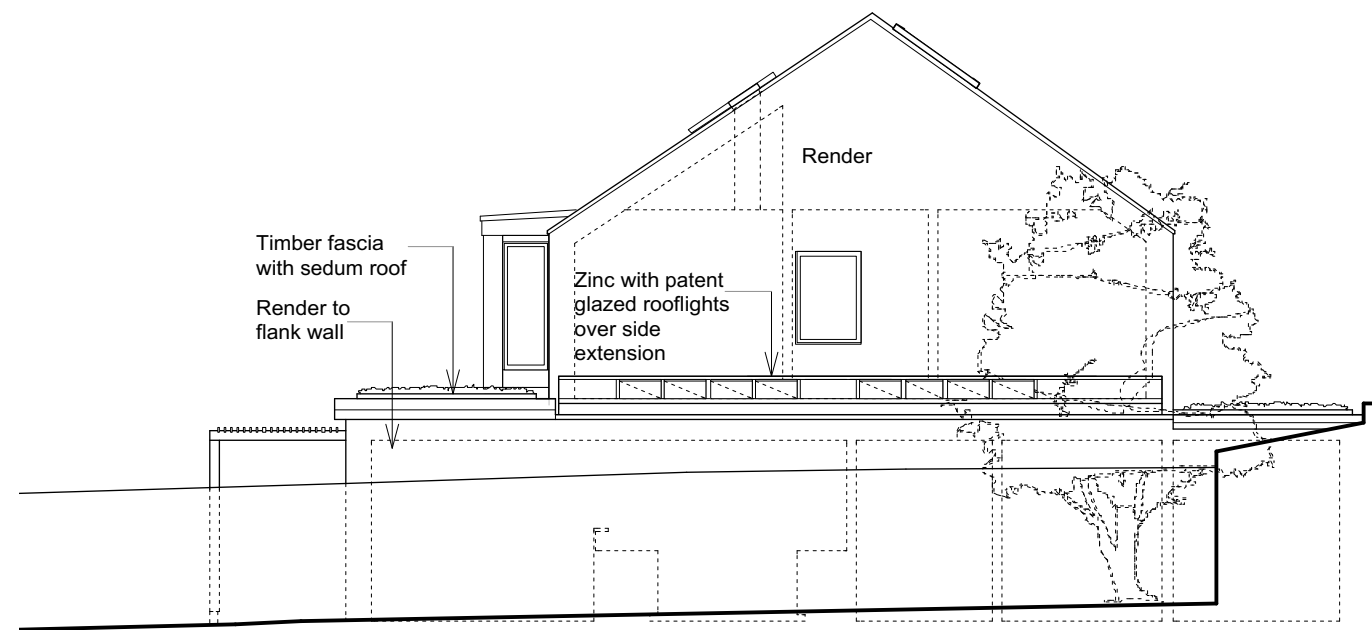 Render
Timber fascia
with sedum roof
Render to
flank wall
Zinc with patent
glazed rooflights
over side
extension